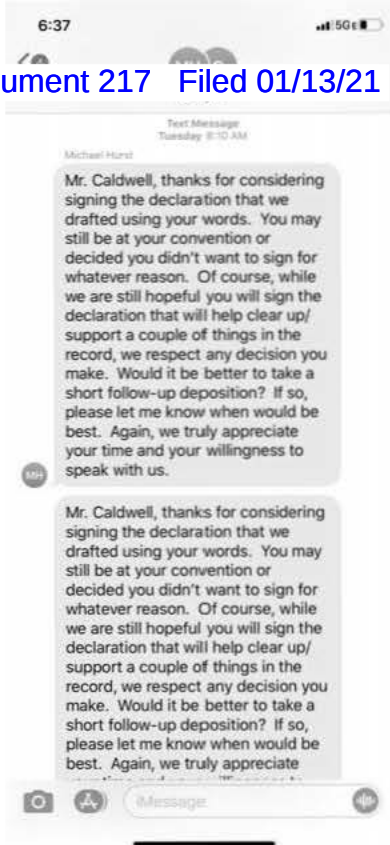 6:37
5GE
ument 217 Filed 01/13/21
Text Message
Tuesday 8:10 AM
Michael Hurst
Mr. Caldwell, thanks for considering
signing the declaration that we
drafted using your words. You may
still be at your convention or
decided you didn't want to sign for
whatever reason. Of course, while
we are still hopeful you will sign the
declaration that will help clear up/
support a couple of things in the
record, we respect any decision you
make. Would it be better to take a
short follow-up deposition? If so,
please let me know when would be
best. Again, we truly appreciate
your time and your willingness to
speak with us.
MH
Mr. Caldwell, thanks for considering
signing the declaration that we
drafted using your words. You may
still be at your convention or
decided you didn't want to sign for
whatever reason. Of course, while
we are still hopeful you will sign the
declaration that will help clear up/
support a couple of things in the
record, we respect any decision you
make. Would it be better to take a
short follow-up deposition? If so,
please let me know when would be
best. Again, we truly appreciate
iMessage